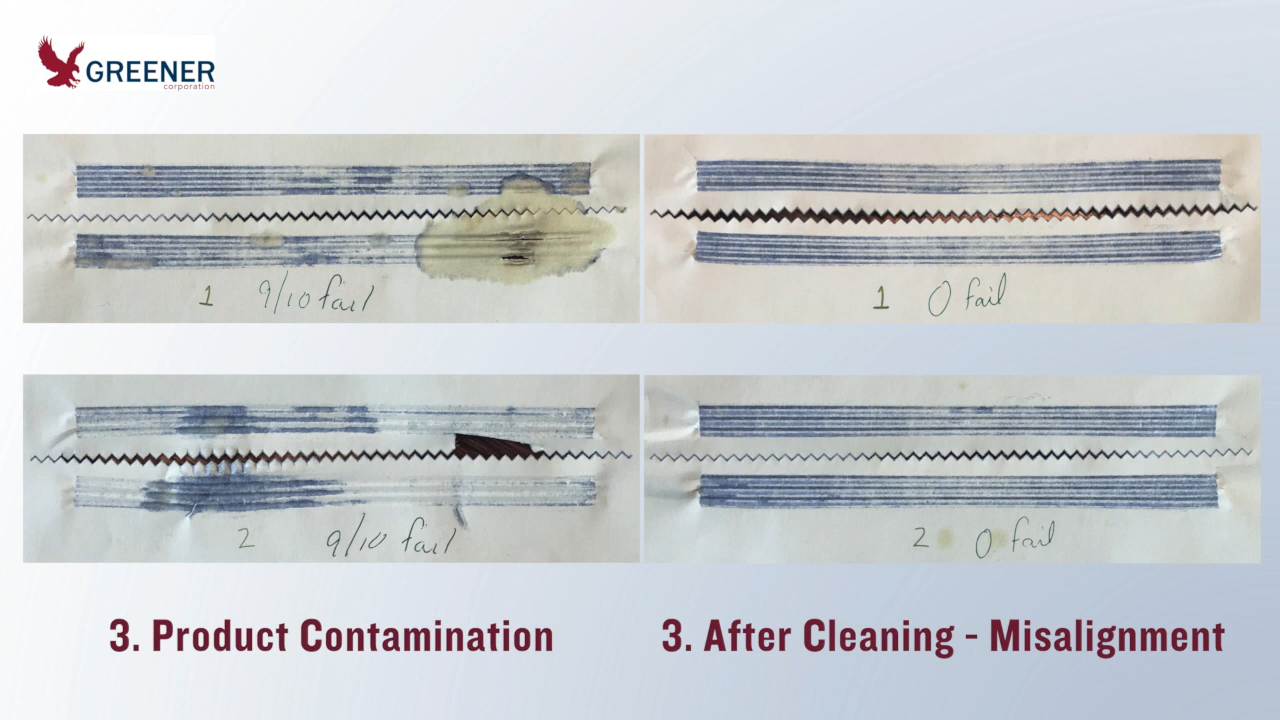 GREENER
corporation
1 9/10 fail
1 0 fail
2 9/10 fail
2 0 fail
3. Product Contamination
3. After Cleaning - Misalignment